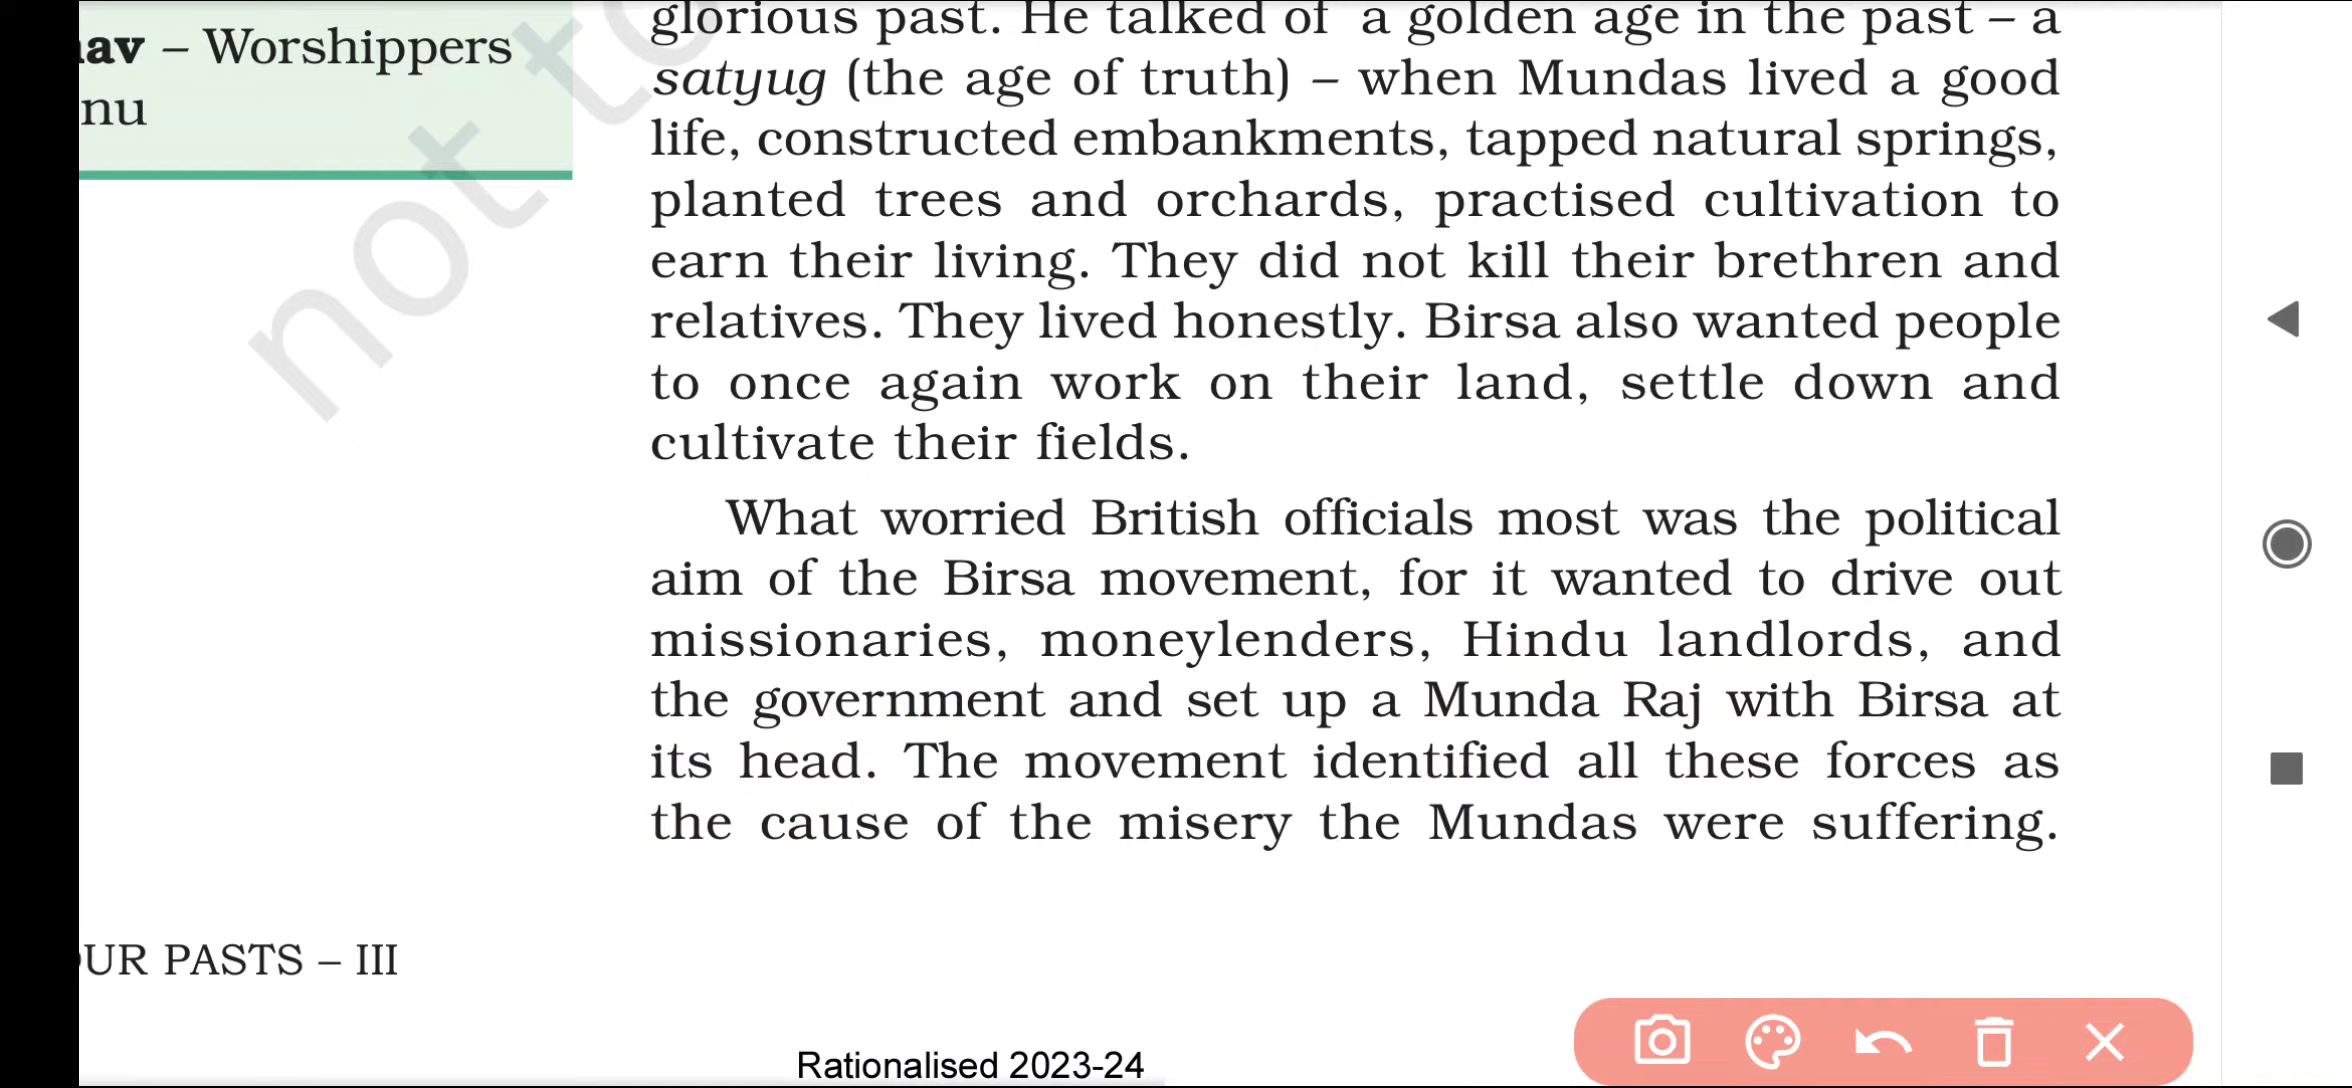 av – Worshippers
nu
glorious past. He talked of a golden age in the past – a
satyug (the age of truth) – when Mundas lived a good
life, constructed embankments, tapped natural springs,
planted trees and orchards, practised cultivation to
earn their living. They did not kill their brethren and
relatives. They lived honestly. Birsa also wanted people
to once again work on their land, settle down and
cultivate their fields.
What worried British officials most was the political
aim of the Birsa movement, for it wanted to drive out
missionaries, moneylenders, Hindu landlords, and
the government and set up a Munda Raj with Birsa at
its head. The movement identified all these forces as
the cause of the misery the Mundas were suffering.
UR PASTS – III
Rationalised 2023-24
not to